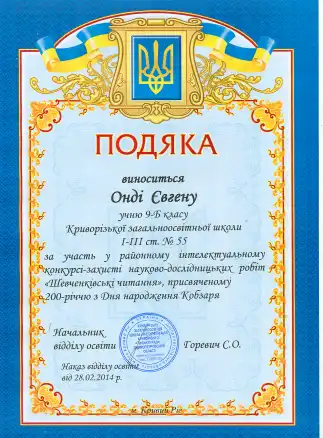 ПОДЯКА
виноситься
Онді Євгену
учню 9-Б класу
Криворізької загальноосвітньої школи
І-ІІІ ст. № 55
за участь у районному інтелектуальному
конкурсі-захисті науково-дослідницьких робіт
«Шевченківські читання», присвяченому
200-річчю з Дня народження Кобзаря
Начальник
відділу освіти Горевич С.О.
Наказ відділу освіти
від 28.02.2014 р.
м. Кривий Ріг